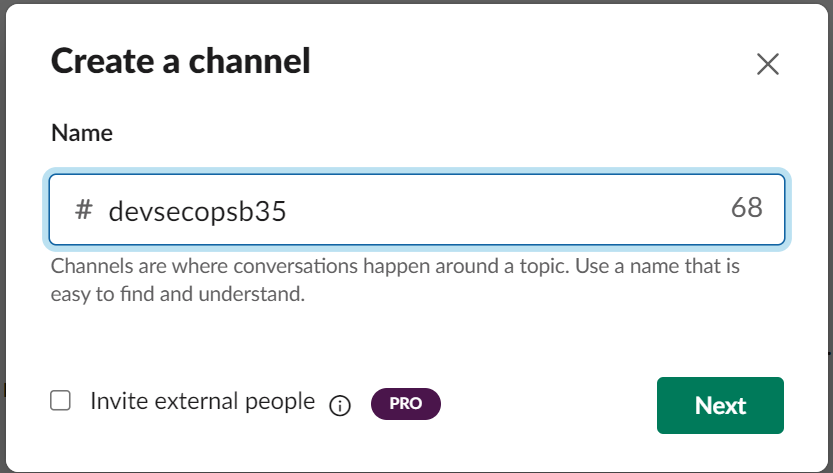 Create a channel
Name
# devsecopsb35 68
Channels are where conversations happen around a topic. Use a name that is
easy to find and understand.
Invite external people PRO
Next